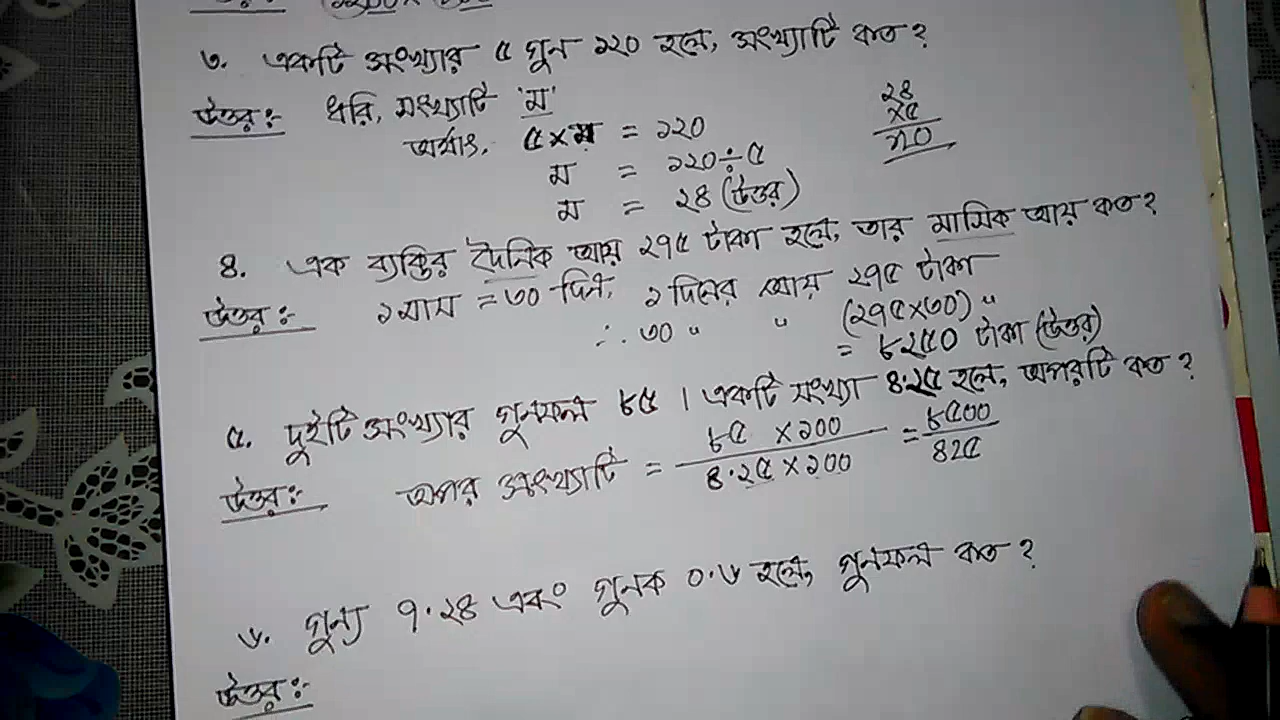 ৩. একটি সংখ্যার ৫ গুন ১২০ হলে, সংখ্যাটি কত?
উত্তর:- ধরি, সংখ্যাটি 'ম'
অর্থাৎ, ৫ × ম = ১২০
ম = ১২০ ÷ ৫
ম = ২৪ (উত্তর)
২৪
×৫
১২০
৪. এক ব্যক্তির দৈনিক আয় ২৭৫ টাকা হলে, তার মাসিক আয় কত?
উত্তর:- ১ মাস = ৩০ দিন, ১ দিনের আয় ২৭৫ টাকা
∴ ৩০ " " (২৭৫×৩০) "
= ৮২৫০ টাকা (উত্তর)
৫. দুইটি সংখ্যার গুনফল ৮৫ । একটি সংখ্যা ৪.২৫ হলে, অপরটি কত?
উত্তর:- অপর সংখ্যাটি = ৮৫ × ১০০ / ৪.২৫ × ১০০ = ৮৫০০ / ৪২৫
৬. গুন্য ৭.২৪ এবং গুনক ০.৬ হলে, গুনফল কত?
উত্তর:-